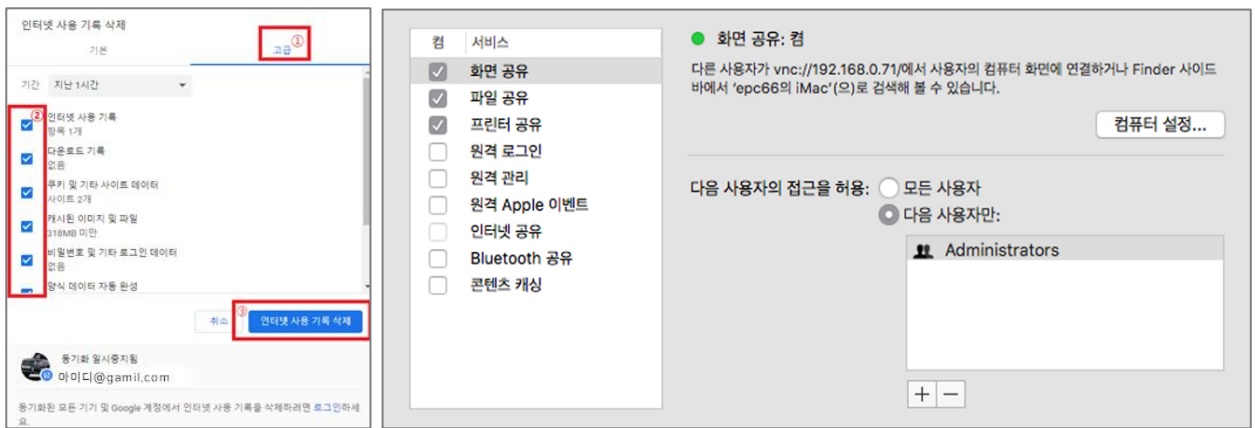 인터넷 사용 기록 삭제
기본
고급
①
기간 지난 1시간
②
인터넷 사용 기록
항목 1개
다운로드 기록
없음
쿠키 및 기타 사이트 데이터
사이트 2개
캐시된 이미지 및 파일
318MB 미만
비밀번호 및 기타 로그인 데이터
없음
양식 데이터 자동 완성
취소
③
인터넷 사용 기록 삭제
동기화 일시중지됨
아이디@gamil.com
동기화된 모든 기기 및 Google 계정에서 인터넷 사용 기록을 삭제하려면 로그인하세
요.
켬 서비스
화면 공유
파일 공유
프린터 공유
원격 로그인
원격 관리
원격 Apple 이벤트
인터넷 공유
Bluetooth 공유
콘텐츠 캐싱
화면 공유: 켬
다른 사용자가 vnc://192.168.0.71/에서 사용자의 컴퓨터 화면에 연결하거나 Finder 사이드
바에서 ‘epc66의 iMac’(으)로 검색해 볼 수 있습니다.
컴퓨터 설정...
다음 사용자의 접근을 허용: 모든 사용자
다음 사용자만:
Administrators
+ −